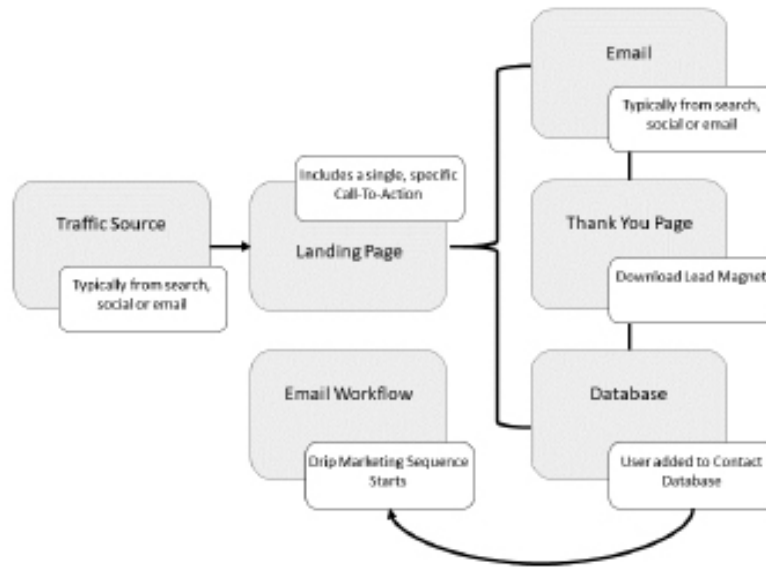 Traffic Source
Typically from search,
social or email
Includes a single, specific
Call-To-Action
Landing Page
Email
Typically from search,
social or email
Thank You Page
Download Lead Magnet
Database
User added to Contact
Database
Email Workflow
Drip Marketing Sequence
Starts